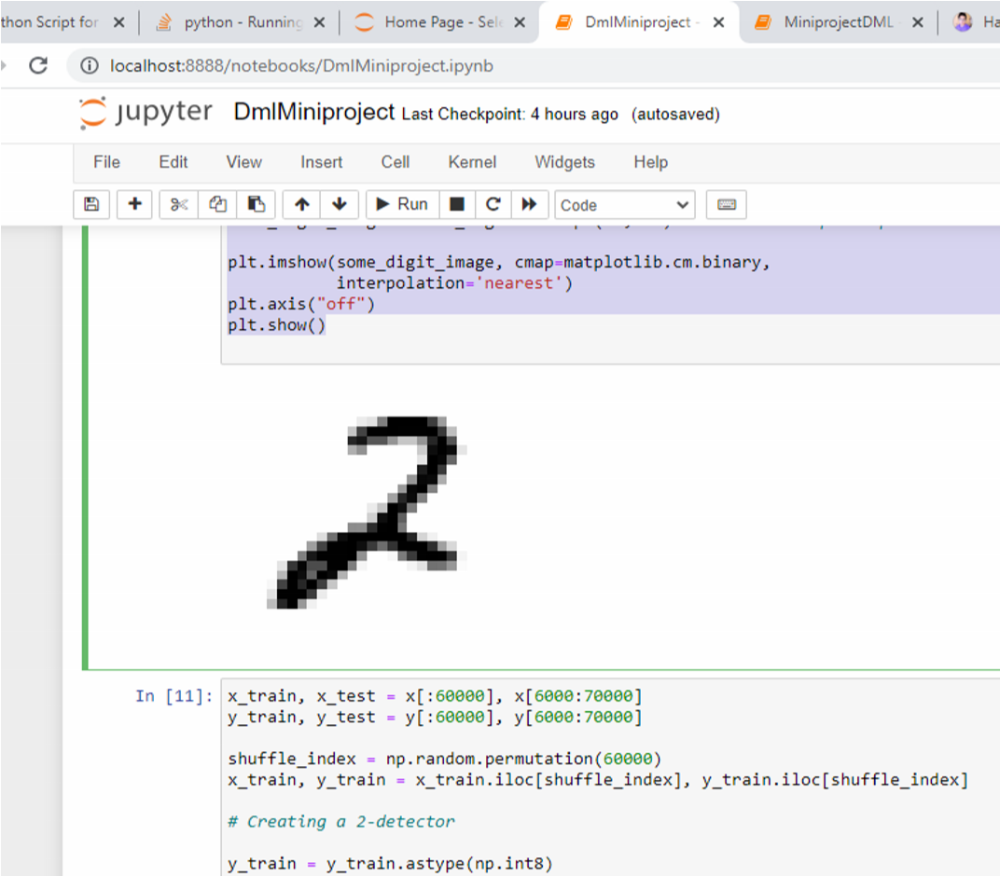 thon Script for
python - Running
Home Page - Sele
DmlMiniproject -
MiniprojectDML -
Ha
localhost:8888/notebooks/DmlMiniproject.ipynb
jupyter DmlMiniproject Last Checkpoint: 4 hours ago (autosaved)
File Edit View Insert Cell Kernel Widgets Help
Run Code
plt.imshow(some_digit_image, cmap=matplotlib.cm.binary,
interpolation='nearest')
plt.axis("off")
plt.show()
2
In [11]:
x_train, x_test = x[:60000], x[6000:70000]
y_train, y_test = y[:60000], y[6000:70000]
shuffle_index = np.random.permutation(60000)
x_train, y_train = x_train.iloc[shuffle_index], y_train.iloc[shuffle_index]
# Creating a 2-detector
y_train = y_train.astype(np.int8)